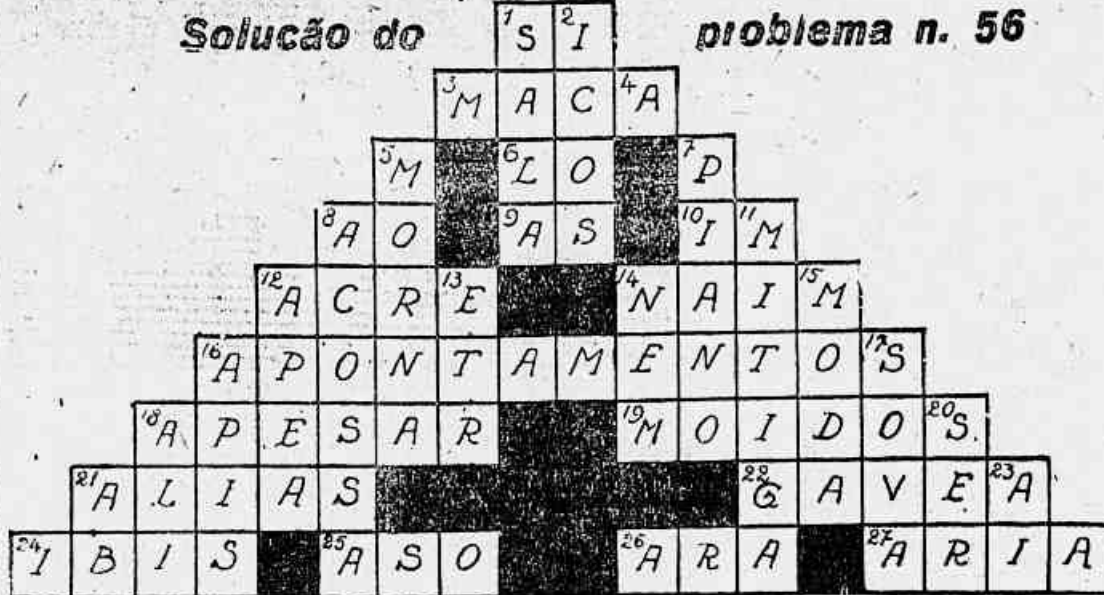 Solucão do problema n. 56
1S 2I
3M A C 4A
5M 6L O 7P
8A O 9A S 10I 11M
12A C R 13E 14N A I 15M
16A P O N T A M E N T O 17S
18A P E S A R 19M O I D O 20S
21A L I A S 22G A V E 23A
24I B I S 25A S O 26A R A 27A R I A